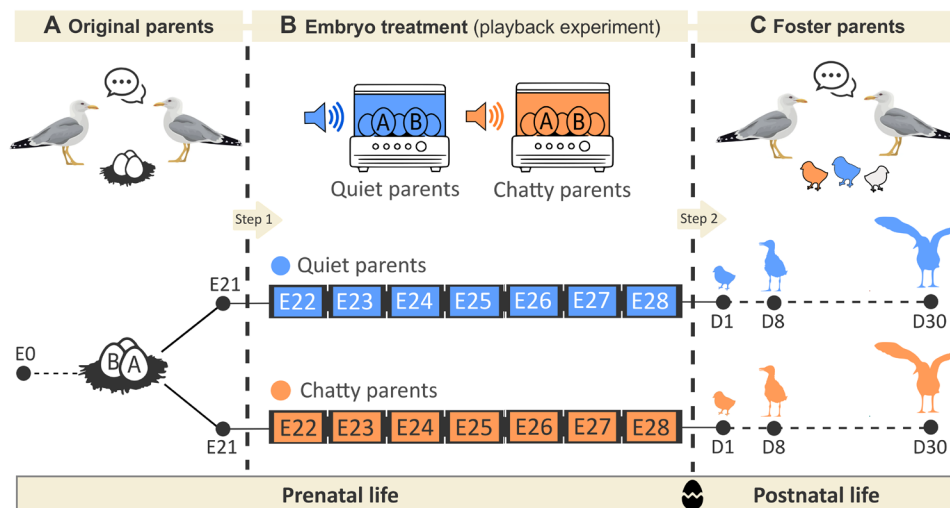 A Original parents
B Embryo treatment (playback experiment)
C Foster parents
A B
A B
Quiet parents
Chatty parents
Step 1
Step 2
Quiet parents
E21
E22 E23 E24 E25 E26 E27 E28
D1 D8 D30
E0
B A
Chatty parents
E21
E22 E23 E24 E25 E26 E27 E28
D1 D8 D30
Prenatal life
Postnatal life